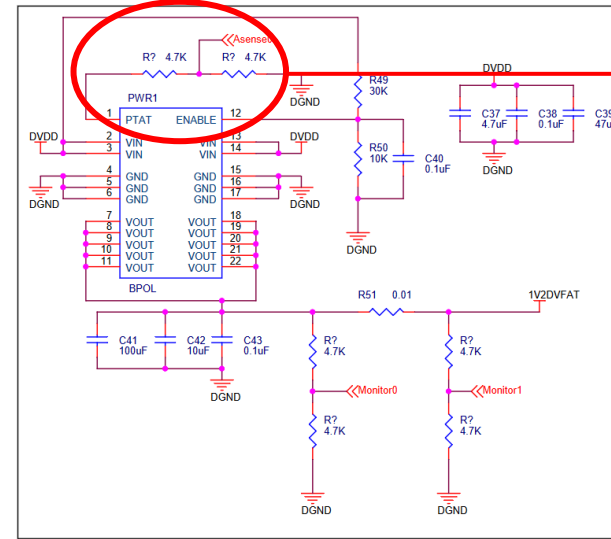 Asense0
R? 4.7K
R? 4.7K
DVDD
R49
30K
DGND
PWR1
C37
4.7uF
C38
0.1uF
C39
47u
1
PTAT
ENABLE
12
DVDD
2
VIN
VIN
13
DVDD
3
VIN
VIN
14
R50
10K
C40
0.1uF
DGND
4
GND
GND
15
5
GND
GND
16
6
GND
GND
17
DGND
DGND
7
VOUT
VOUT
18
8
VOUT
VOUT
19
9
VOUT
VOUT
20
10
VOUT
VOUT
21
11
VOUT
VOUT
22
DGND
BPOL
R51 0.01
1V2DVFAT
C41
100uF
C42
10uF
C43
0.1uF
R?
4.7K
R?
4.7K
DGND
Monitor0
Monitor1
R?
4.7K
R?
4.7K
DGND
DGND